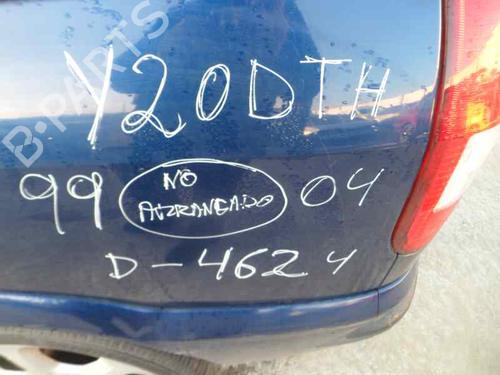 B-PARTS
Y20DTH
99 NO ARRANCADO 04
D-4624